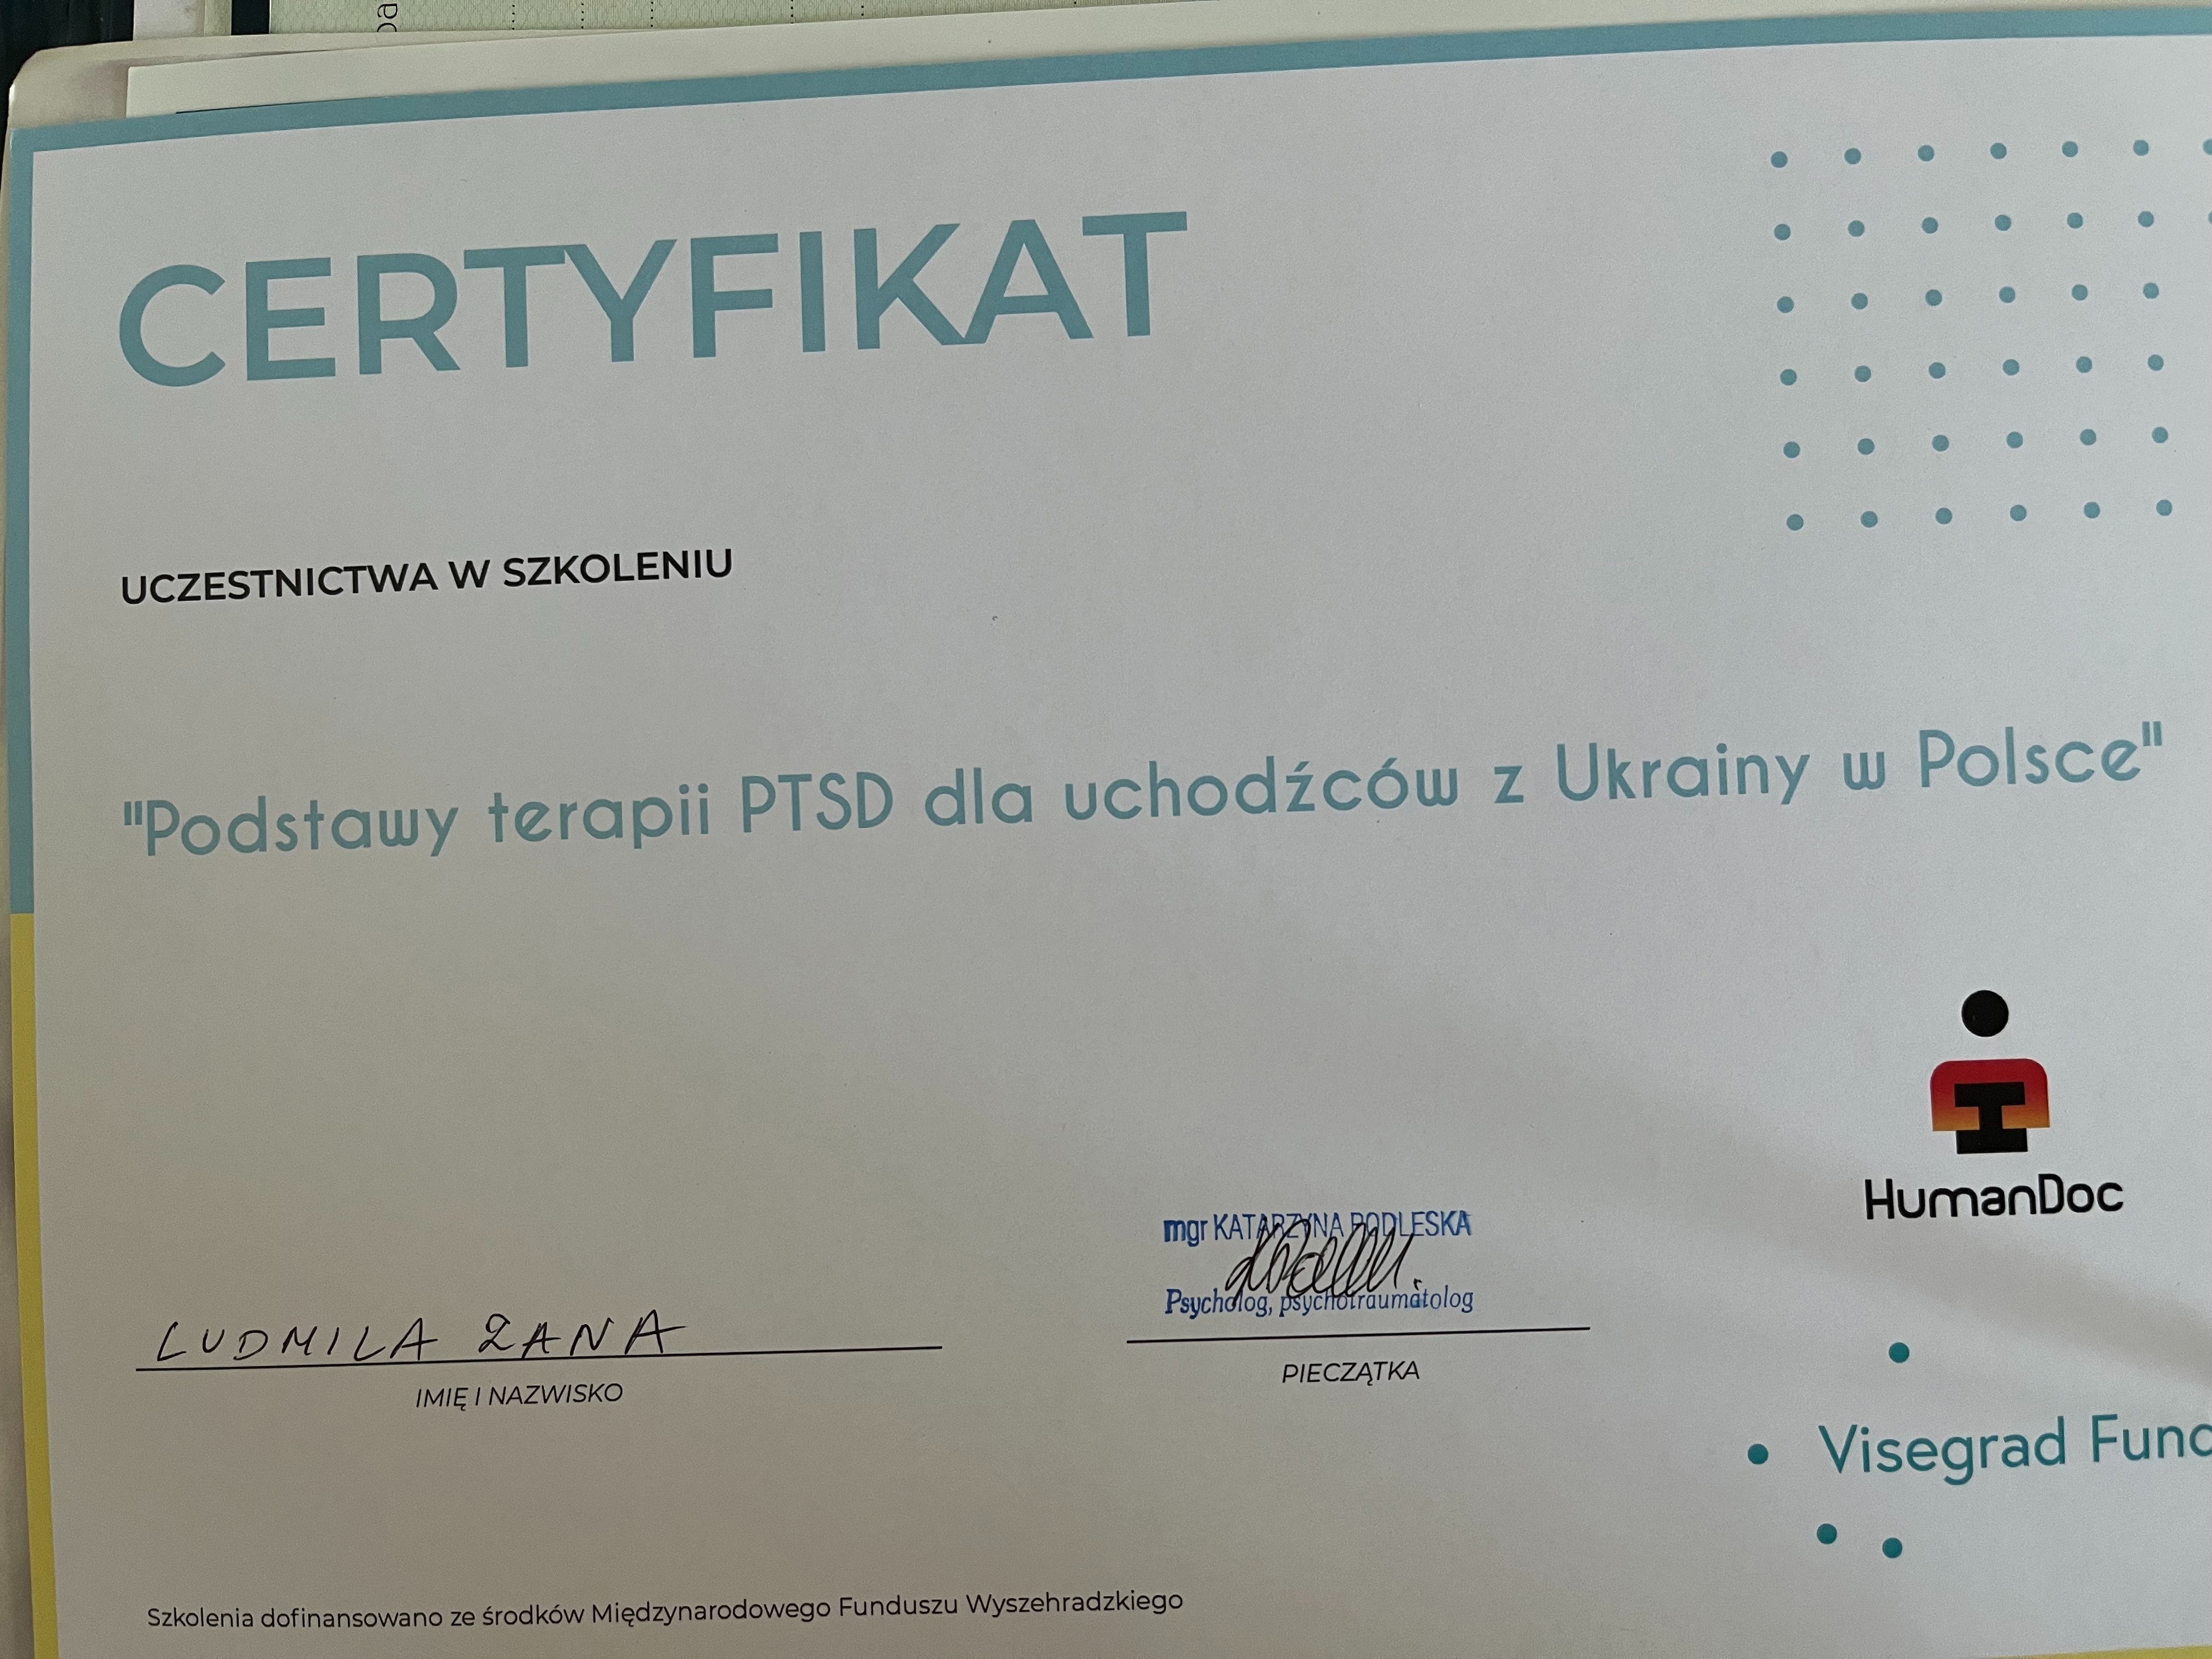 CERTYFIKAT
UCZESTNICTWA W SZKOLENIU
"Podstawy terapii PTSD dla uchodźców z Ukrainy w Polsce"
HumanDoc
mgr KATARZYNA PODLESKA
Psycholog, psychotraumatolog
LUDMILA ZANA
IMIĘ I NAZWISKO
PIECZĄTKA
Visegrad Fund
Szkolenia dofinansowano ze środków Międzynarodowego Funduszu Wyszehradzkiego